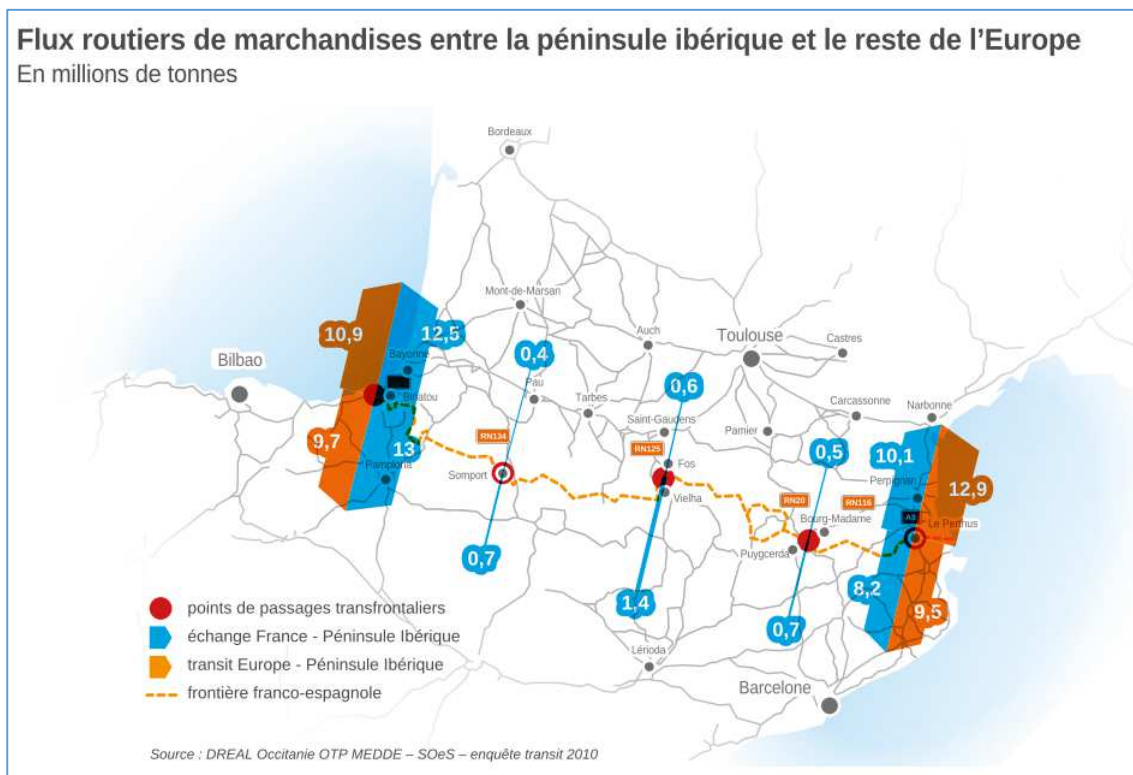 Flux routiers de marchandises entre la péninsule ibérique et le reste de l’Europe
En millions de tonnes
Bordeaux
Mont-de-Marsan
10,9
12,5
Auch
Toulouse
Castres
Bilbao
Bayonne
0,4
Biriatou
Pau
Tarbes
0,6
Saint-Gaudens
Carcassonne
Narbonne
Pamier
9,7
13
RN134
RN125
0,5
10,1
Pamplona
Somport
Fos
Vielha
Perpignan
12,9
RN20
RN116
Bourg-Madame
A9
Le Perthus
Puygcerda
0,7
1,4
0,7
8,2
9,5
points de passages transfrontaliers
échange France - Péninsule Ibérique
transit Europe - Péninsule Ibérique
frontière franco-espagnole
Lérioda
Barcelone
Source : DREAL Occitanie OTP MEDDE – SOeS – enquête transit 2010